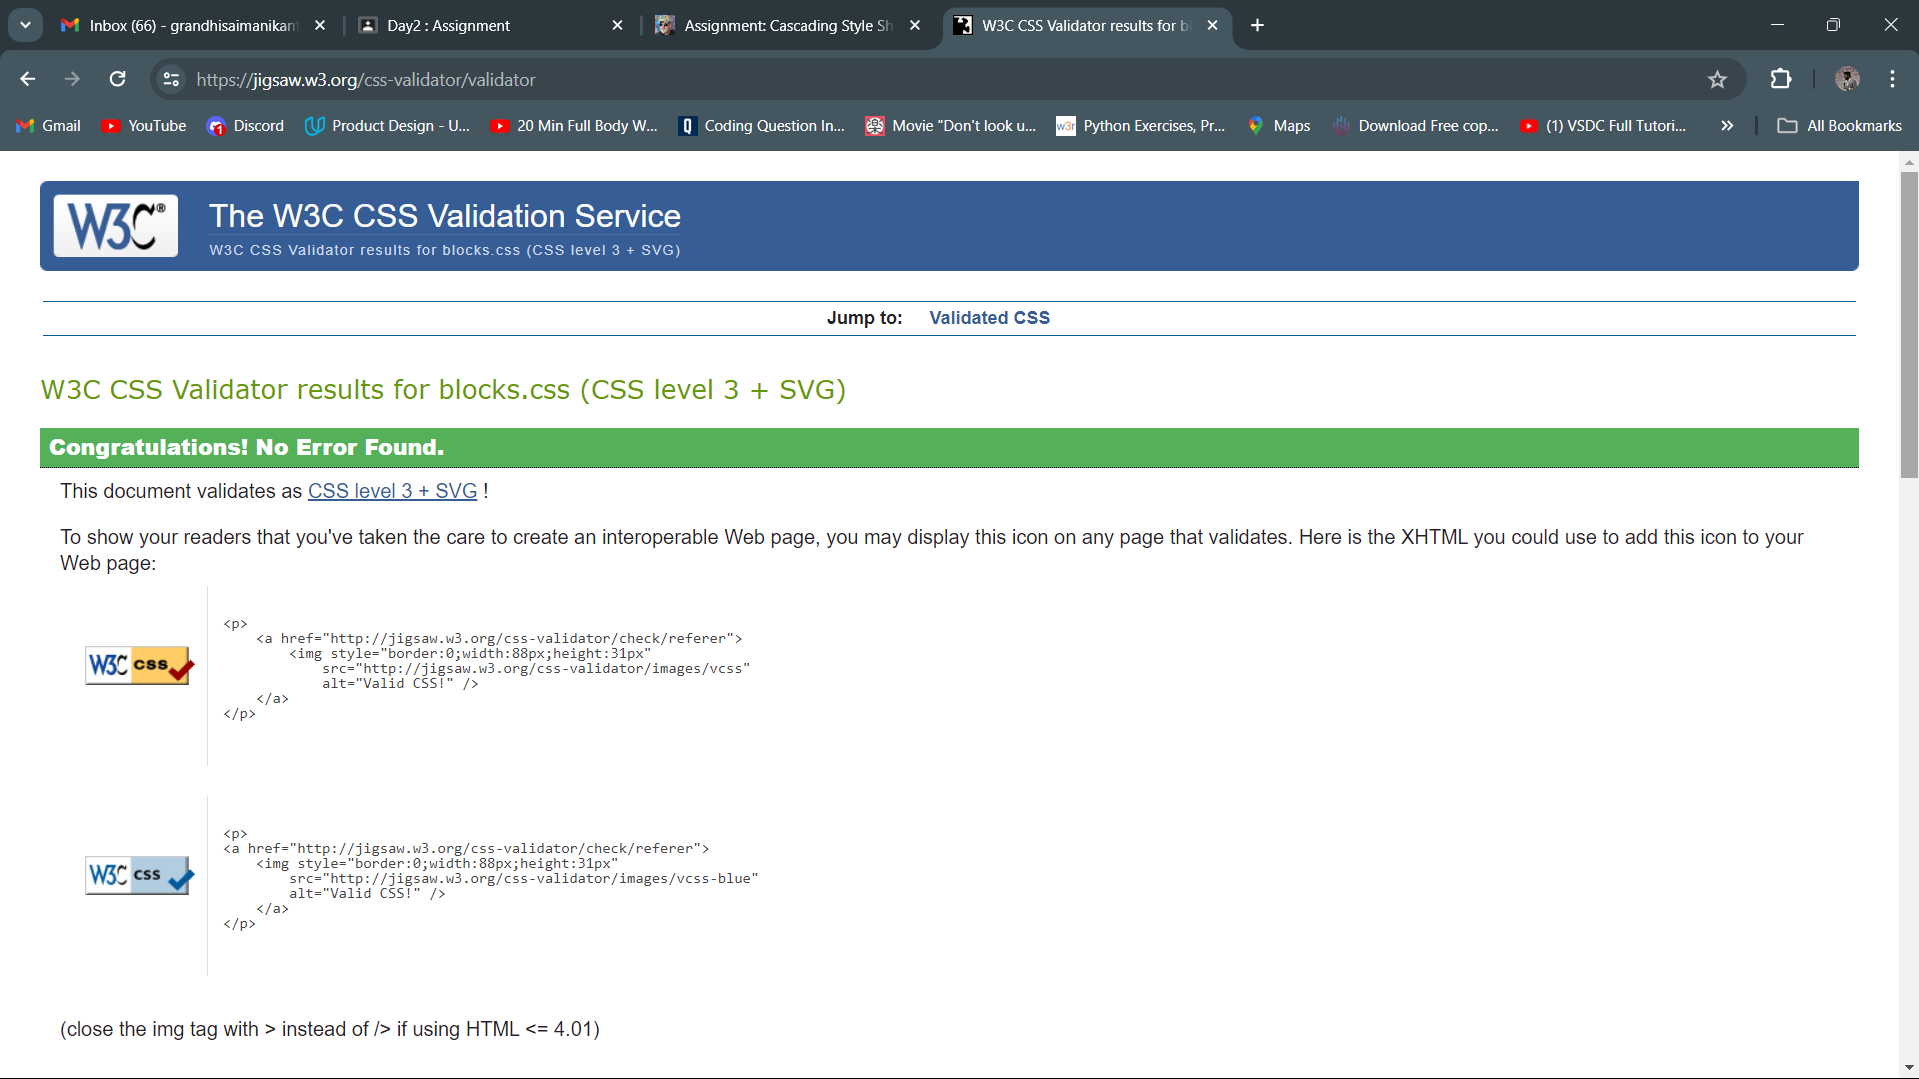 Inbox (66) - grandhisaimanikan
Day2 : Assignment
Assignment: Cascading Style Sh
W3C CSS Validator results for bl
https://jigsaw.w3.org/css-validator/validator
Gmail
YouTube
Discord
Product Design - U...
20 Min Full Body W...
Coding Question In...
Movie "Don't look u...
w3r
Python Exercises, Pr...
Maps
Download Free cop...
(1) VSDC Full Tutori...
All Bookmarks
W3C®
The W3C CSS Validation Service
W3C CSS Validator results for blocks.css (CSS level 3 + SVG)
Jump to: Validated CSS
W3C CSS Validator results for blocks.css (CSS level 3 + SVG)
Congratulations! No Error Found.
This document validates as CSS level 3 + SVG !
To show your readers that you've taken the care to create an interoperable Web page, you may display this icon on any page that validates. Here is the XHTML you could use to add this icon to your
Web page:
W3C css
<p>
<a href="http://jigsaw.w3.org/css-validator/check/referer">
<img style="border:0;width:88px;height:31px"
src="http://jigsaw.w3.org/css-validator/images/vcss"
alt="Valid CSS!" />
</a>
</p>
W3C css
<p>
<a href="http://jigsaw.w3.org/css-validator/check/referer">
<img style="border:0;width:88px;height:31px"
src="http://jigsaw.w3.org/css-validator/images/vcss-blue"
alt="Valid CSS!" />
</a>
</p>
(close the img tag with > instead of /> if using HTML <= 4.01)